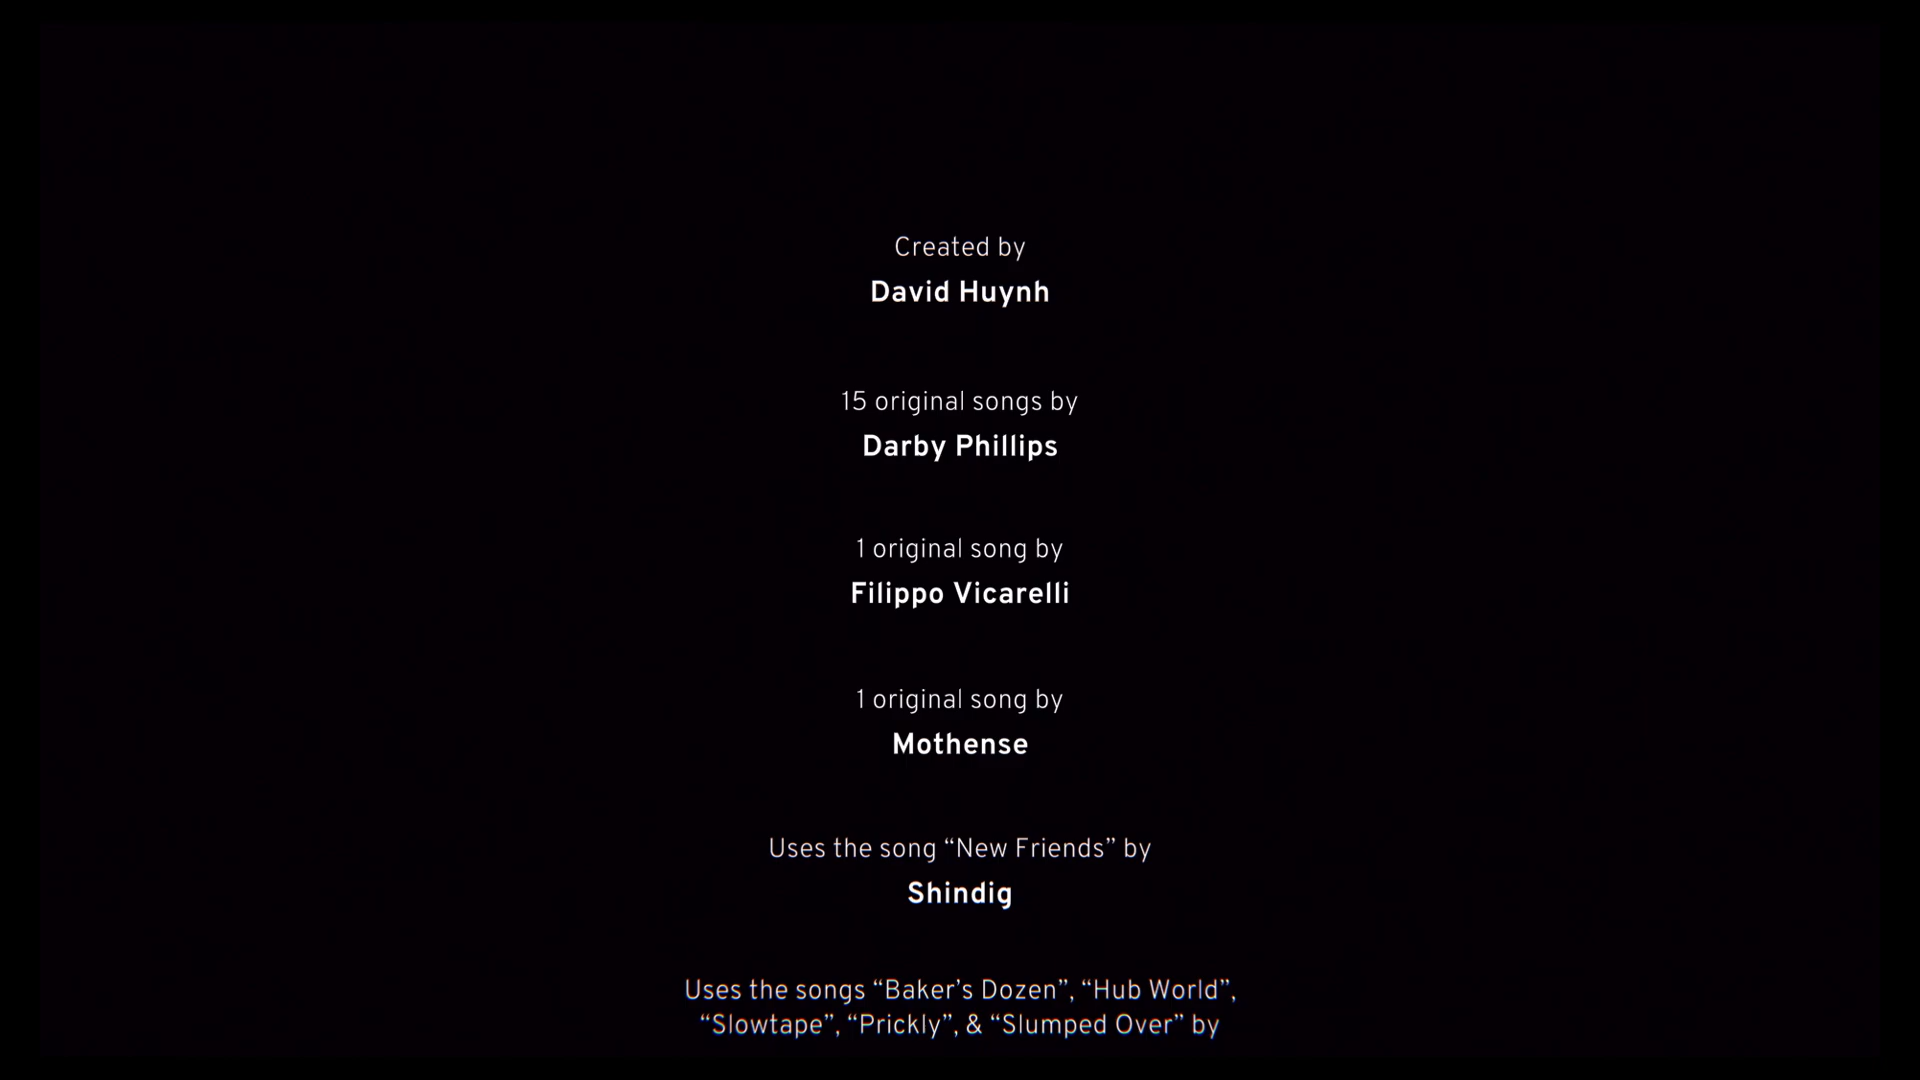 Created by
David Huynh
15 original songs by
Darby Phillips
1 original song by
Filippo Vicarelli
1 original song by
Mothense
Uses the song “New Friends” by
Shindig
Uses the songs “Baker’s Dozen”, “Hub World”,
“Slowtape”, “Prickly”, & “Slumped Over” by